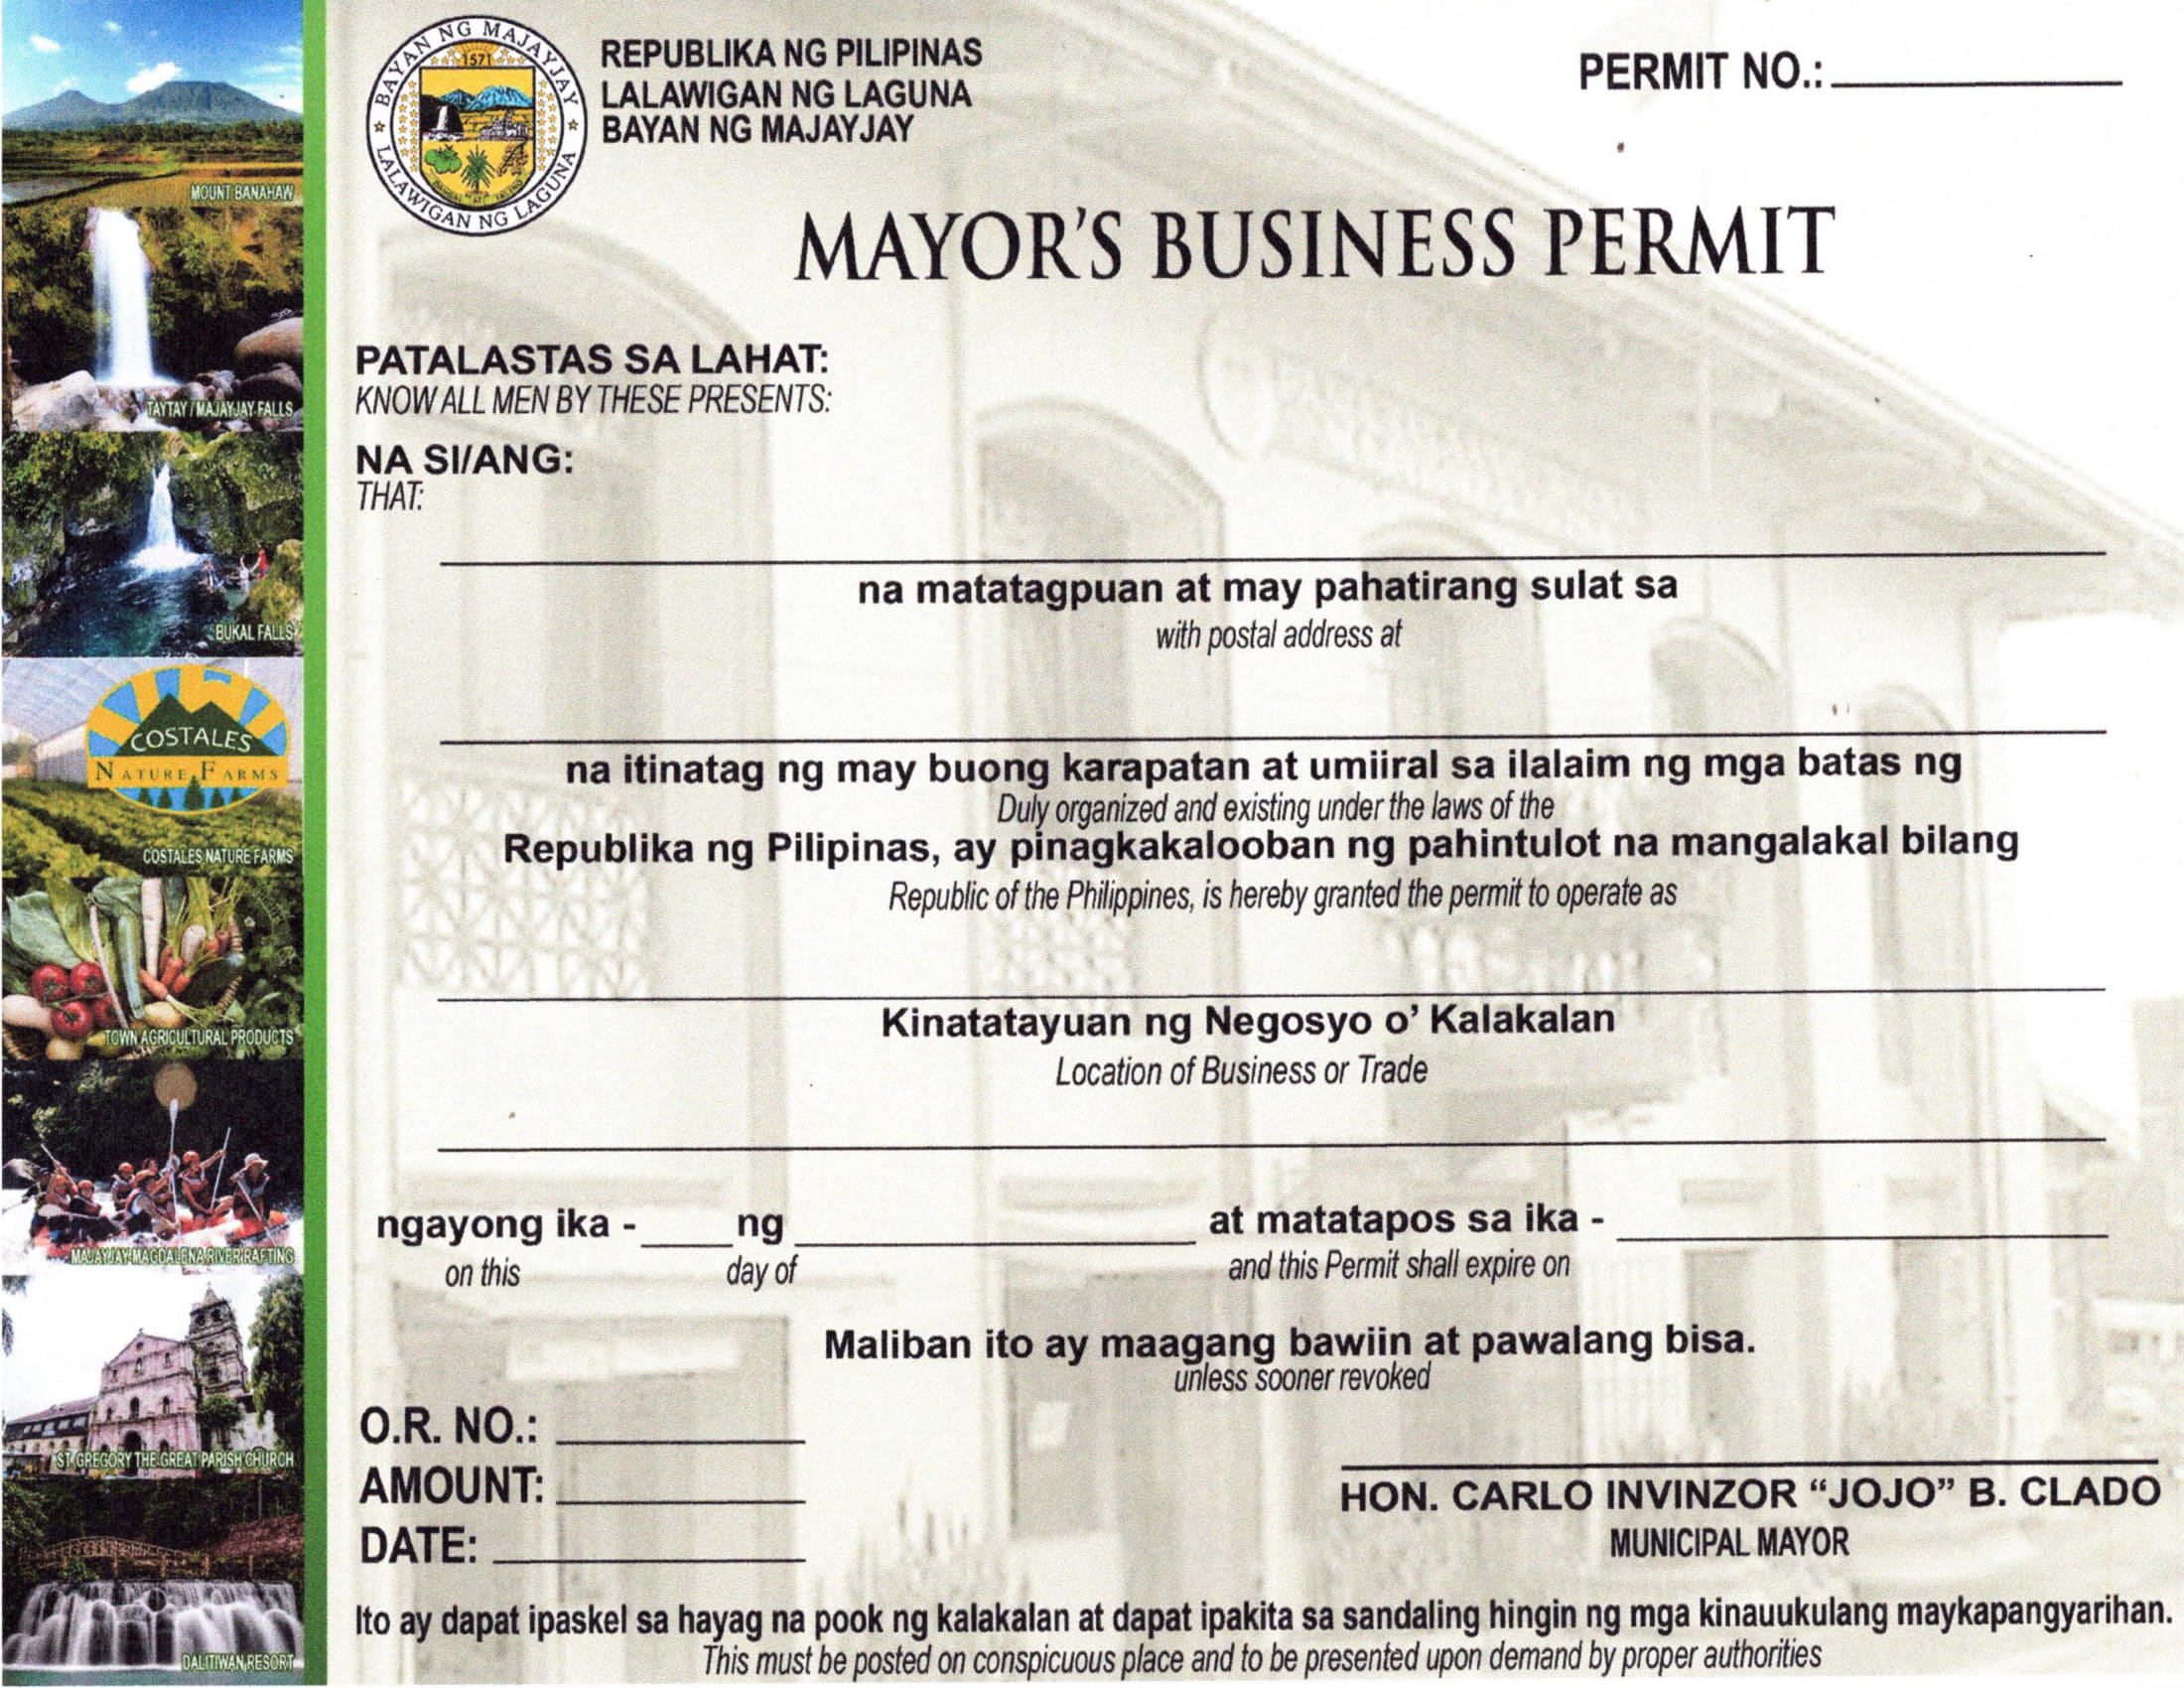 BAYAN NG MAJAYJAY
1571
LALAWIGAN NG LAGUNA
REPUBLIKA NG PILIPINAS
LALAWIGAN NG LAGUNA
BAYAN NG MAJAYJAY
PERMIT NO.:
MAYOR'S BUSINESS PERMIT
PATALASTAS SA LAHAT:
KNOW ALL MEN BY THESE PRESENTS:
NA SI/ANG:
THAT:
na matatagpuan at may pahatirang sulat sa
with postal address at
na itinatag ng may buong karapatan at umiiral sa ilalaim ng mga batas ng
Duly organized and existing under the laws of the
Republika ng Pilipinas, ay pinagkakalooban ng pahintulot na mangalakal bilang
Republic of the Philippines, is hereby granted the permit to operate as
Kinatatayuan ng Negosyo o' Kalakalan
Location of Business or Trade
ngayong ika - ____ ng ____ at matatapos sa ika - ____
on this day of and this Permit shall expire on
Maliban ito ay maagang bawiin at pawalang bisa.
unless sooner revoked
O.R. NO.:
AMOUNT:
DATE:
HON. CARLO INVINZOR “JOJO” B. CLADO
MUNICIPAL MAYOR
Ito ay dapat ipaskel sa hayag na pook ng kalakalan at dapat ipakita sa sandaling hingin ng mga kinauukulang maykapangyarihan.
This must be posted on conspicuous place and to be presented upon demand by proper authorities
MOUNT BANAHAW
TAYTAY / MAJAYJAY FALLS
BUKAL FALLS
COSTALES
NATURE FARMS
COSTALES NATURE FARMS
TOWN AGRICULTURAL PRODUCTS
MAJAYJAY-MAGDALENA RIVER RAFTING
ST. GREGORY THE GREAT PARISH CHURCH
DALITIWAN RESORT